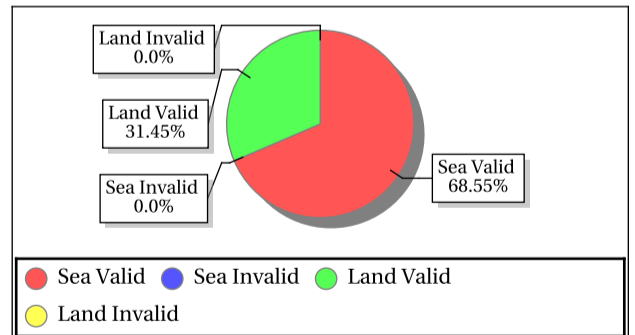 Land Invalid
0.0%
Land Valid
31.45%
Sea Invalid
0.0%
Sea Valid
68.55%
Sea Valid Sea Invalid Land Valid
Land Invalid